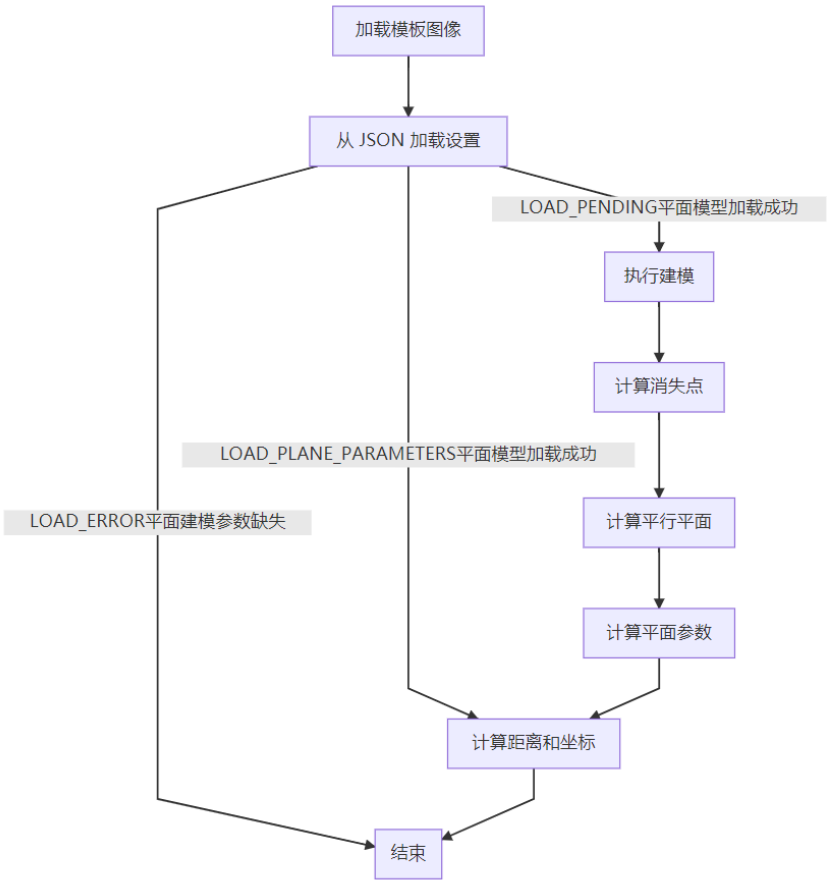 加载模板图像
从 JSON 加载设置
LOAD_PENDING平面模型加载成功
执行建模
计算消失点
LOAD_PLANE_PARAMETERS平面模型加载成功
LOAD_ERROR平面建模参数缺失
计算平行平面
计算平面参数
计算距离和坐标
结束